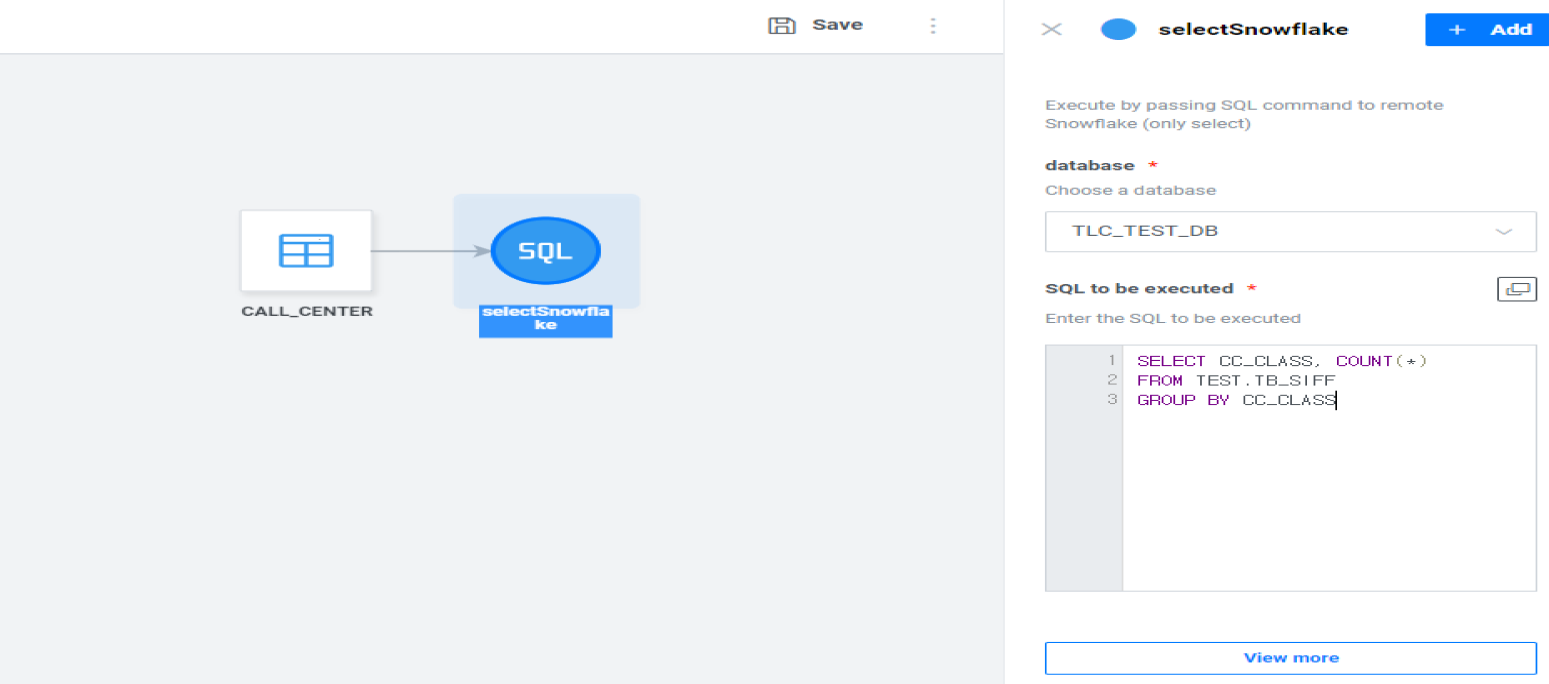 Save
selectSnowflake
+ Add
Execute by passing SQL command to remote
Snowflake (only select)
database *
Choose a database
TLC_TEST_DB
SQL to be executed *
Enter the SQL to be executed
1 SELECT CC_CLASS, COUNT(*)
2 FROM TEST.TB_SIFF
3 GROUP BY CC_CLASS
View more
SQL
CALL_CENTER
selectSnowfla
ke